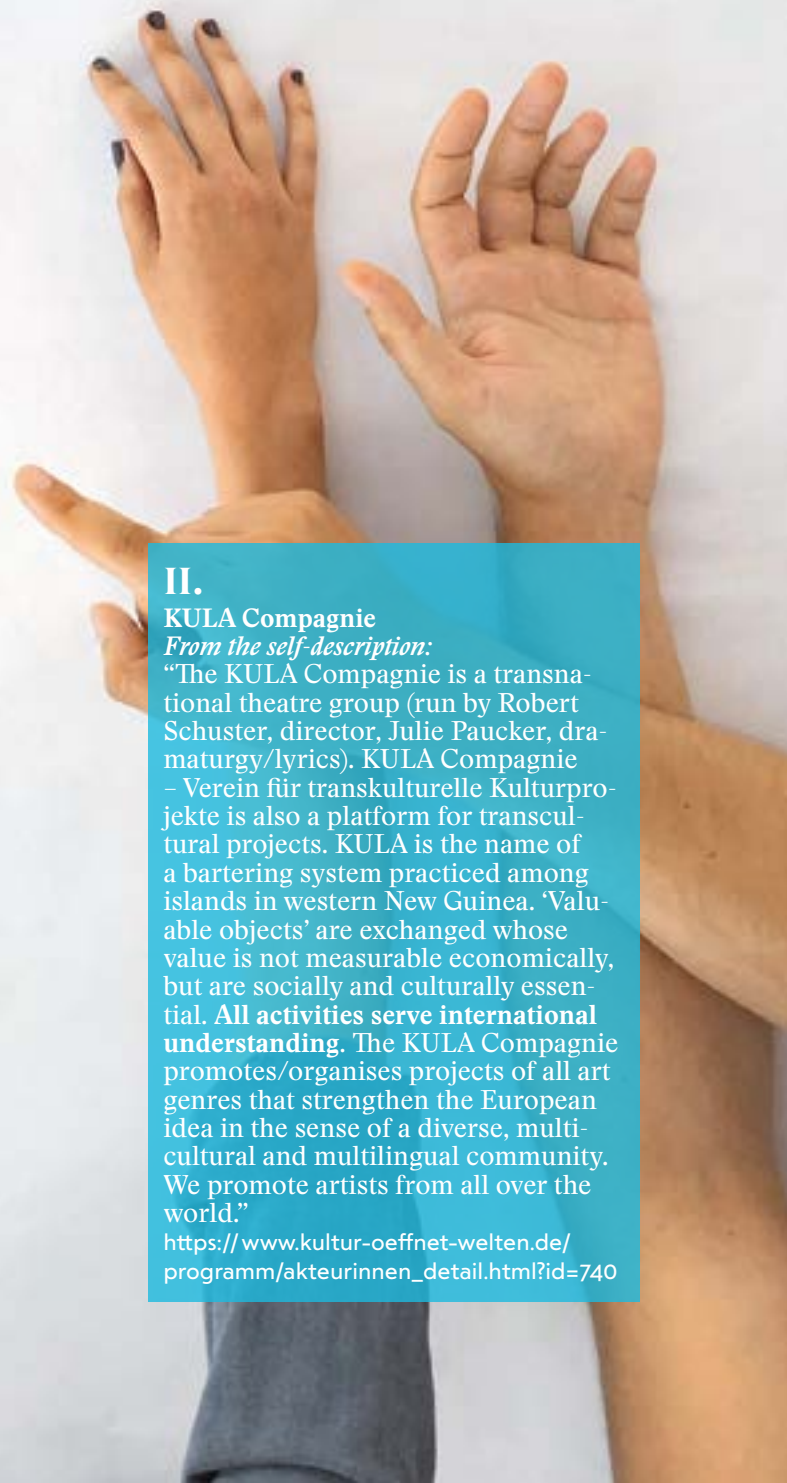 II.
KULA Compagnie
From the self-description:
“The KULA Compagnie is a transna-
tional theatre group (run by Robert
Schuster, director, Julie Paucker, dra-
maturgy/lyrics). KULA Compagnie
– Verein für transkulturelle Kulturpro-
jekte is also a platform for transcul-
tural projects. KULA is the name of
a bartering system practiced among
islands in western New Guinea. ‘Valu-
able objects’ are exchanged whose
value is not measurable economically,
but are socially and culturally essen-
tial. All activities serve international
understanding. The KULA Compagnie
promotes/organises projects of all art
genres that strengthen the European
idea in the sense of a diverse, multi-
cultural and multilingual community.
We promote artists from all over the
world.”
https://www.kultur-oeffnet-welten.de/
programm/akteurinnen_detail.html?id=740